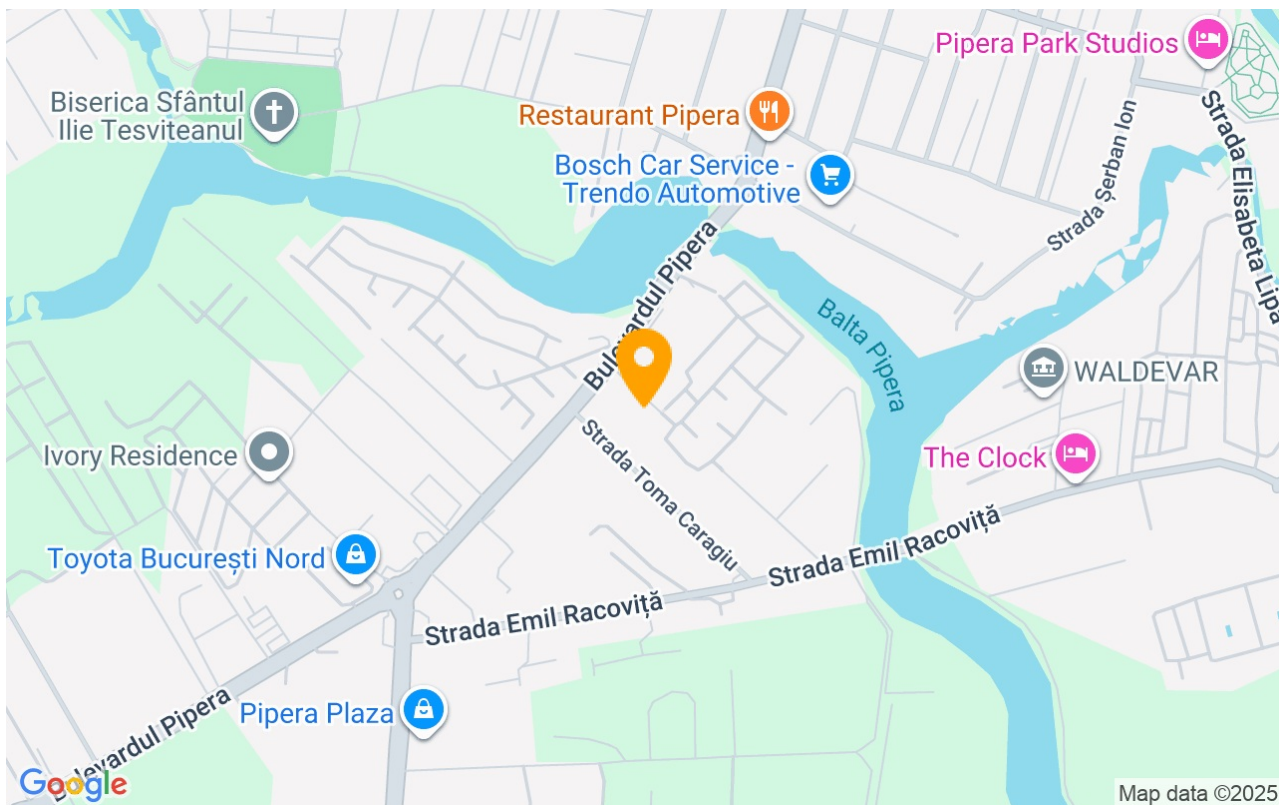 Pipera Park Studios
Biserica Sfântul
Ilie Tesviteanul
Restaurant Pipera
Bosch Car Service -
Trendo Automotive
Strada Șerban Ion
Strada Elisabeta Lipa
Bulevardul Pipera
Balta Pipera
WALDEVAR
Ivory Residence
The Clock
Strada Toma Caragiu
Strada Emil Racoviță
Toyota București Nord
Strada Emil Racoviță
Pipera Plaza
Bulevardul Pipera
Google
Map data ©2025